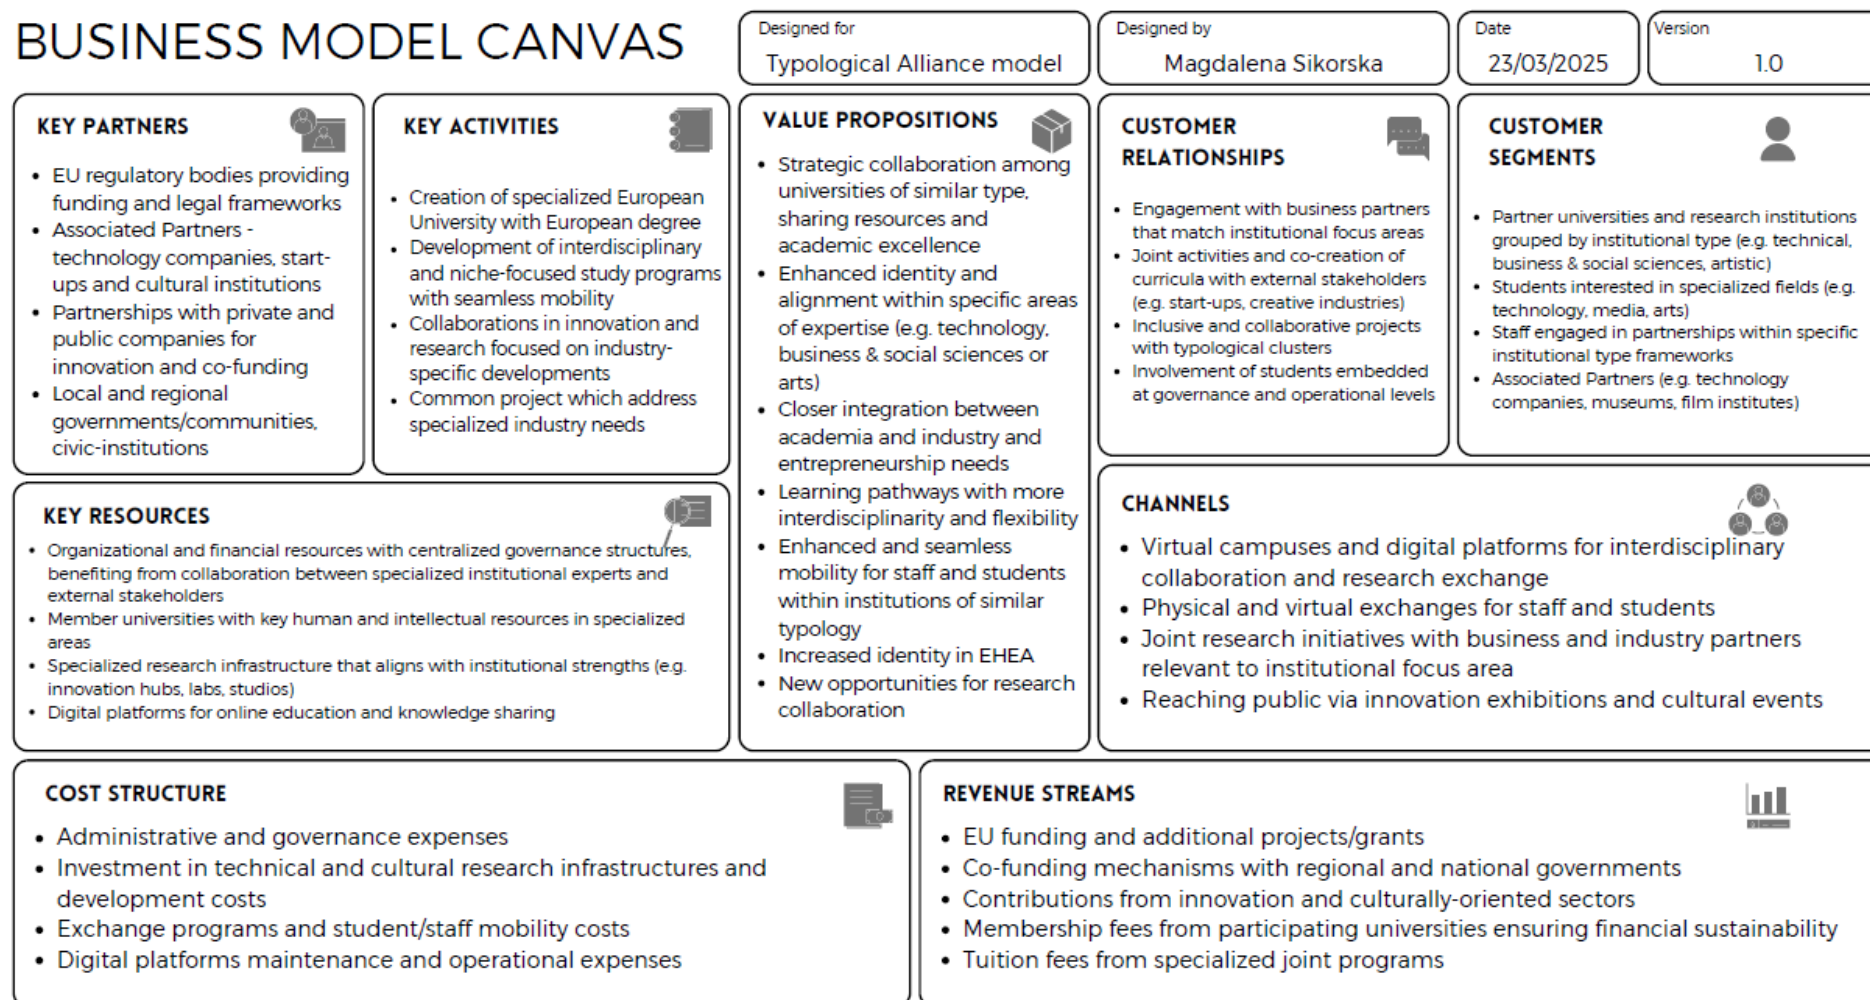 BUSINESS MODEL CANVAS
Designed for
Typological Alliance model
Designed by
Magdalena Sikorska
Date
23/03/2025
Version
1.0
KEY PARTNERS
• EU regulatory bodies providing
funding and legal frameworks
• Associated Partners -
technology companies, start-
ups and cultural institutions
• Partnerships with private and
public companies for
innovation and co-funding
• Local and regional
governments/communities,
civic-institutions
KEY ACTIVITIES
• Creation of specialized European
University with European degree
• Development of interdisciplinary
and niche-focused study programs
with seamless mobility
• Collaborations in innovation and
research focused on industry-
specific developments
• Common project which address
specialized industry needs
KEY RESOURCES
• Organizational and financial resources with centralized governance structures,
benefiting from collaboration between specialized institutional experts and
external stakeholders
• Member universities with key human and intellectual resources in specialized
areas
• Specialized research infrastructure that aligns with institutional strengths (e.g.
innovation hubs, labs, studios)
• Digital platforms for online education and knowledge sharing
VALUE PROPOSITIONS
• Strategic collaboration among
universities of similar type,
sharing resources and
academic excellence
• Enhanced identity and
alignment within specific areas
of expertise (e.g. technology,
business & social sciences or
arts)
• Closer integration between
academia and industry and
entrepreneurship needs
• Learning pathways with more
interdisciplinarity and flexibility
• Enhanced and seamless
mobility for staff and students
within institutions of similar
typology
• Increased identity in EHEA
• New opportunities for research
collaboration
CUSTOMER
RELATIONSHIPS
• Engagement with business partners
that match institutional focus areas
• Joint activities and co-creation of
curricula with external stakeholders
(e.g. start-ups, creative industries)
• Inclusive and collaborative projects
with typological clusters
• Involvement of students embedded
at governance and operational levels
CUSTOMER
SEGMENTS
• Partner universities and research institutions
grouped by institutional type (e.g. technical,
business & social sciences, artistic)
• Students interested in specialized fields (e.g.
technology, media, arts)
• Staff engaged in partnerships within specific
institutional type frameworks
• Associated Partners (e.g. technology
companies, museums, film institutes)
CHANNELS
• Virtual campuses and digital platforms for interdisciplinary
collaboration and research exchange
• Physical and virtual exchanges for staff and students
• Joint research initiatives with business and industry partners
relevant to institutional focus area
• Reaching public via innovation exhibitions and cultural events
COST STRUCTURE
• Administrative and governance expenses
• Investment in technical and cultural research infrastructures and
development costs
• Exchange programs and student/staff mobility costs
• Digital platforms maintenance and operational expenses
REVENUE STREAMS
• EU funding and additional projects/grants
• Co-funding mechanisms with regional and national governments
• Contributions from innovation and culturally-oriented sectors
• Membership fees from participating universities ensuring financial sustainability
• Tuition fees from specialized joint programs